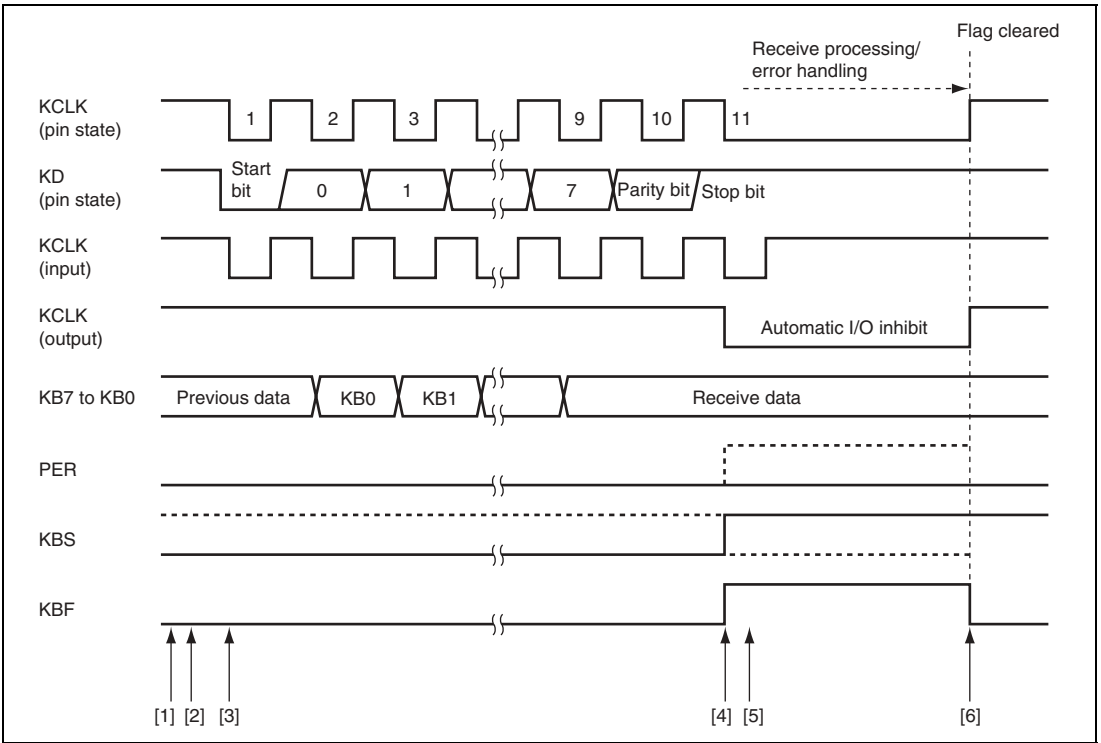 Flag cleared
Receive processing/
error handling
KCLK
(pin state)
1 2 3 9 10 11
KD
(pin state)
Start
bit
0 1 7 Parity bit Stop bit
KCLK
(input)
KCLK
(output)
Automatic I/O inhibit
KB7 to KB0 Previous data KB0 KB1 Receive data
PER
KBS
KBF
[1] [2] [3] [4] [5] [6]